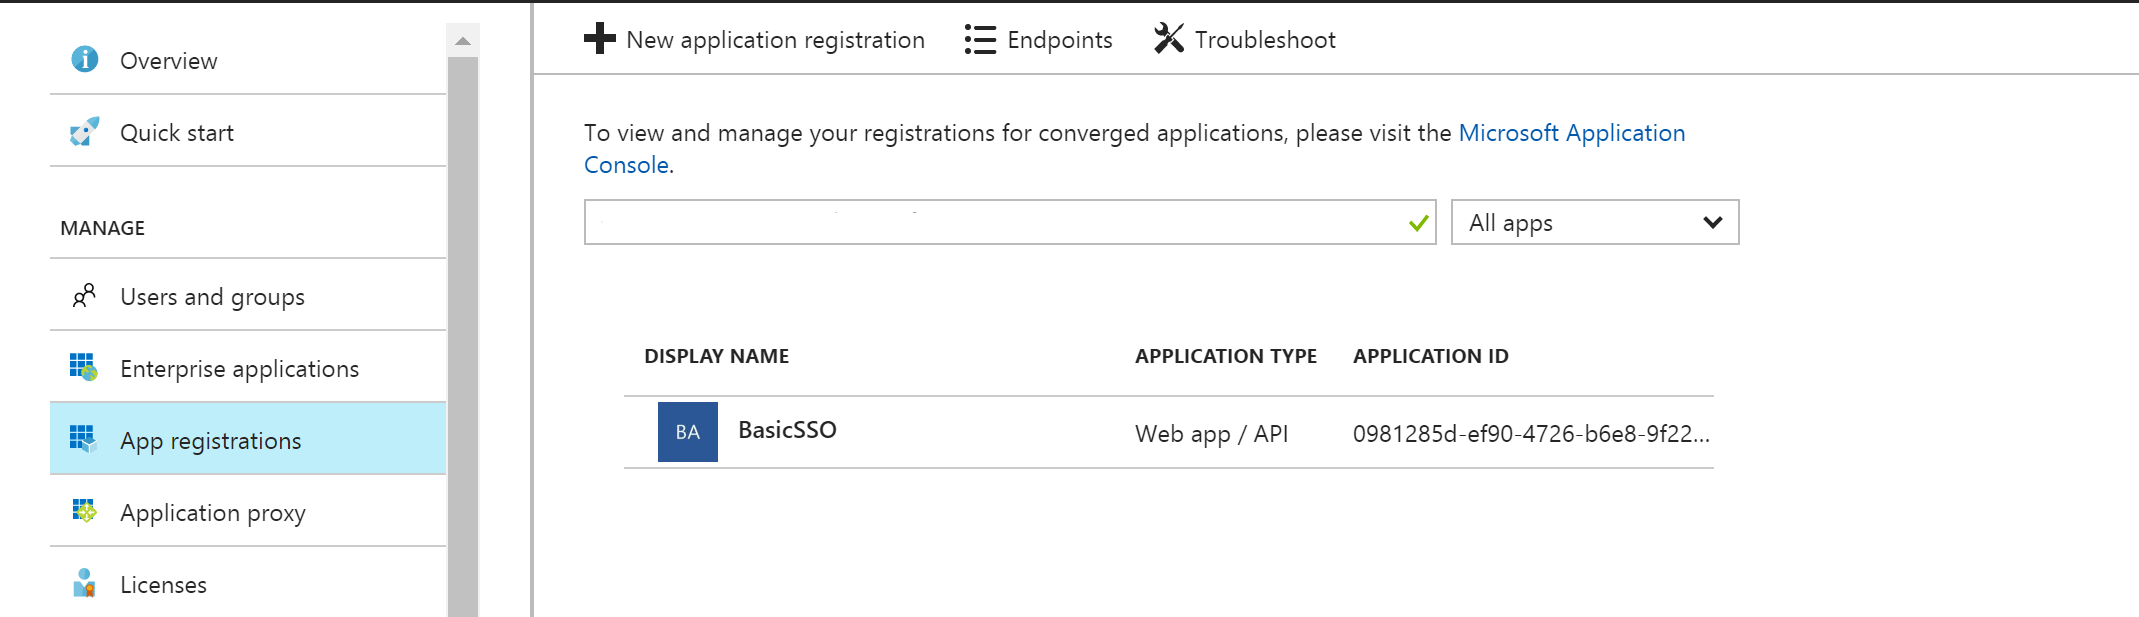 Overview
Quick start
MANAGE
Users and groups
Enterprise applications
App registrations
Application proxy
Licenses
New application registration Endpoints Troubleshoot
To view and manage your registrations for converged applications, please visit the Microsoft Application
Console.
All apps
DISPLAY NAME APPLICATION TYPE APPLICATION ID
BA BasicSSO Web app / API 0981285d-ef90-4726-b6e8-9f22...